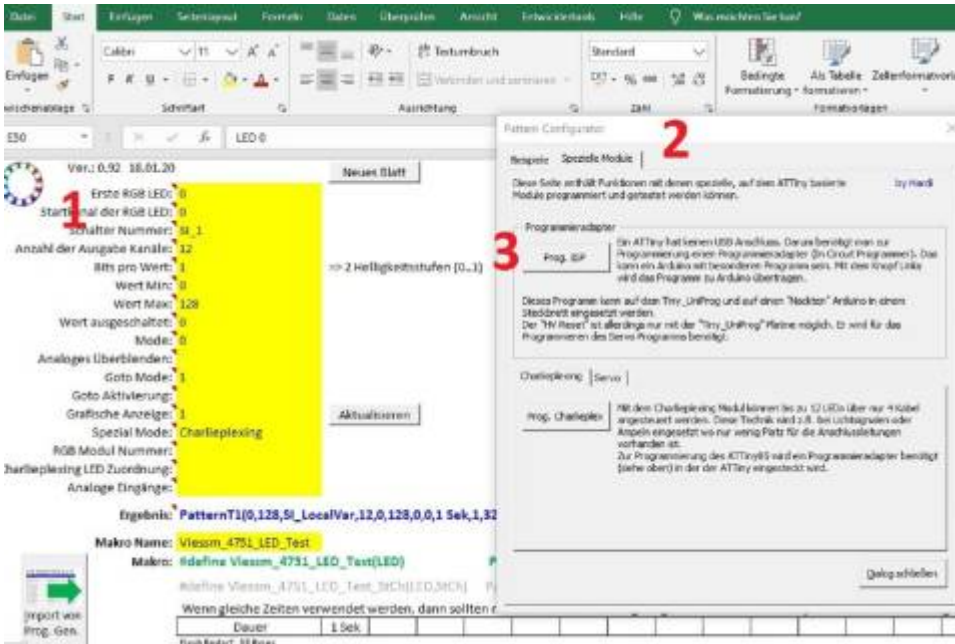 Datei Start Einfügen Seitenlayout Formeln Daten Überprüfen Ansicht Entwicklertools Hilfe Was möchten Sie tun?
Einfügen
Calibri 11 A A
F K U
Textumbruch
Verbinden und zentrieren
Standard
% 000
Bedingte Formatierung
Als Tabelle formatieren
Zellenformatvorl
Zwischenablage Schriftart Ausrichtung Zahl Formatvorlagen
E30 fx LED 0
Ver.: 0.92 18.01.20
Neues Blatt
1
Erste RGB LED: 0
Startkanal der RGB LED: 0
Schalter Nummer: SI_1
Anzahl der Ausgabe Kanäle: 12
Bits pro Wert: 1 => 2 Helligkeitsstufen (0..1)
Wert Min: 0
Wert Max: 128
Wert ausgeschaltet: 0
Mode: 0
Analoges Überblenden:
Goto Mode: 1
Goto Aktivierung:
Grafische Anzeige: 1
Aktualisieren
Spezial Mode: Charlieplexing
RGB Modul Nummer:
Charlieplexing LED Zuordnung:
Analoge Eingänge:
Ergebnis: PatternT1(0,128,SI_LocalVar,12,0,128,0,0,1 Sek,1,32
Makro Name: Viessm_4751_LED_Test
Makro: #define Viessm_4751_LED_Test(LED) P
#define Viessm_4751_LED_Test_StCh(LED,StCh)
Wenn gleiche Zeiten verwendet werden, dann sollten
Dauer 1 Sek
Import von
Prog. Gen.
Pattern Configurator
2
Beispiele Spezielle Module
Diese Seite enthält Funktionen mit denen spezielle, auf dem ATTiny basierte by Hardi
Module programmiert und getestet werden können.
Programmieradapter
3
Prog. ISP
Ein ATTiny hat keinen USB Anschluss. Darum benötigt man zur
Programmierung einen Programmieradapter (In Circuit Programmer). Das
kann ein Arduino mit besonderen Programm sein. Mit dem Knopf Links
wird das Programm zu Arduino übertragen.
Dieses Programm kann auf dem Tiny_UniProg und auf einen "Nackten" Arduino in einem
Steckbrett eingesetzt werden.
Der "HV Reset" ist allerdings nur mit der "Tiny_UniProg" Platine möglich. Er wird für das
Programmieren des Servo Programms benötigt.
Charlieplexing Servo
Prog. Charlieplex
Mit dem Charlieplexing Modul können bis zu 12 LEDs über nur 4 Kabel
angesteuert werden. Diese Technik wird z.B. bei Lichtsignalen oder
Ampeln eingesetzt wo nur wenig Platz für die Anschlussleitungen
vorhanden ist.
Zur Programmierung des ATTiny85 wird ein Programmieradapter benötigt
(siehe oben) in der der ATTiny eingesteckt wird.
Dialog schließen